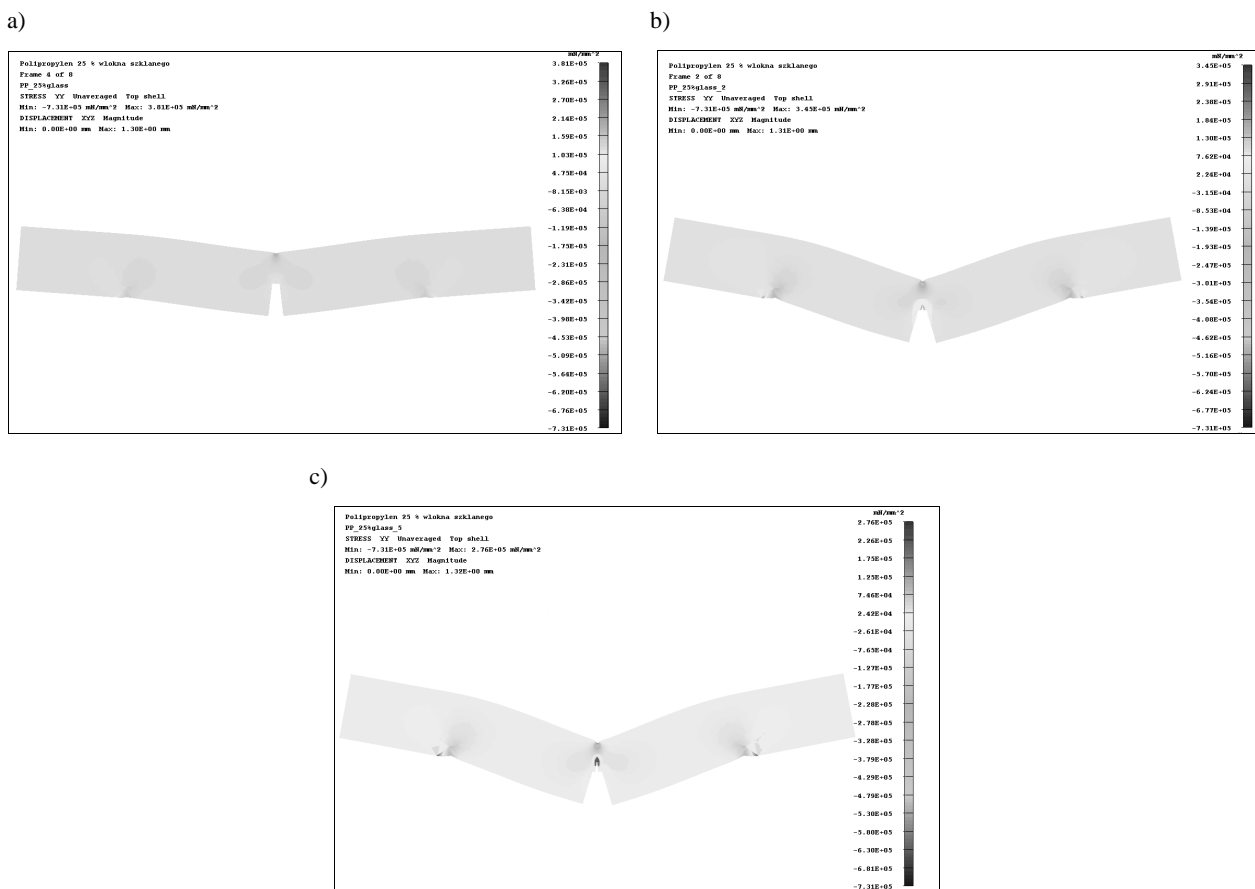 a)
Polipropylen 25 % wlokna szklanego
Frame 4 of 8
PP_25%glass
STRESS YY Unaveraged Top shell
Min: -7.31E+05 mN/mm^2 Max: 3.81E+05 mN/mm^2
DISPLACEMENT XYZ Magnitude
Min: 0.00E+00 mm Max: 1.30E+00 mm
mN/mm^2
3.81E+05
3.26E+05
2.70E+05
2.14E+05
1.59E+05
1.03E+05
4.75E+04
-8.15E+03
-6.38E+04
-1.19E+05
-1.75E+05
-2.31E+05
-2.86E+05
-3.42E+05
-3.98E+05
-4.53E+05
-5.09E+05
-5.64E+05
-6.20E+05
-6.76E+05
-7.31E+05
b)
Polipropylen 25 % wlokna szklanego
Frame 2 of 8
PP_25%glass_2
STRESS YY Unaveraged Top shell
Min: -7.31E+05 mN/mm^2 Max: 3.45E+05 mN/mm^2
DISPLACEMENT XYZ Magnitude
Min: 0.00E+00 mm Max: 1.31E+00 mm
mN/mm^2
3.45E+05
2.91E+05
2.38E+05
1.84E+05
1.30E+05
7.62E+04
2.24E+04
-3.15E+04
-8.53E+04
-1.39E+05
-1.93E+05
-2.47E+05
-3.01E+05
-3.54E+05
-4.08E+05
-4.62E+05
-5.16E+05
-5.70E+05
-6.24E+05
-6.77E+05
-7.31E+05
c)
Polipropylen 25 % wlokna szklanego
PP_25%glass_5
STRESS YY Unaveraged Top shell
Min: -7.31E+05 mN/mm^2 Max: 2.76E+05 mN/mm^2
DISPLACEMENT XYZ Magnitude
Min: 0.00E+00 mm Max: 1.32E+00 mm
mN/mm^2
2.76E+05
2.26E+05
1.75E+05
1.25E+05
7.46E+04
2.42E+04
-2.61E+04
-7.65E+04
-1.27E+05
-1.77E+05
-2.28E+05
-2.78E+05
-3.28E+05
-3.79E+05
-4.29E+05
-4.79E+05
-5.30E+05
-5.80E+05
-6.30E+05
-6.81E+05
-7.31E+05